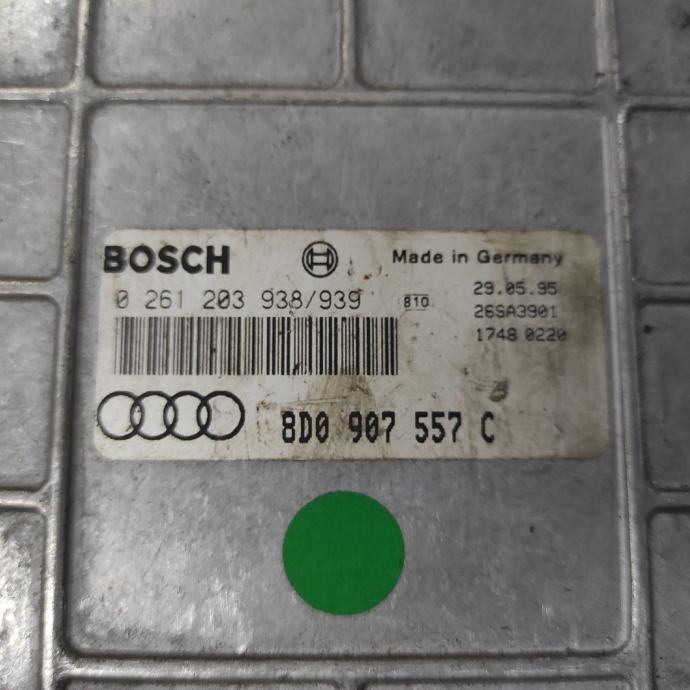 BOSCH Made in Germany
0 261 203 938/939 810 29.05.95
26SA3901
1748 0220
8D0 907 557 C